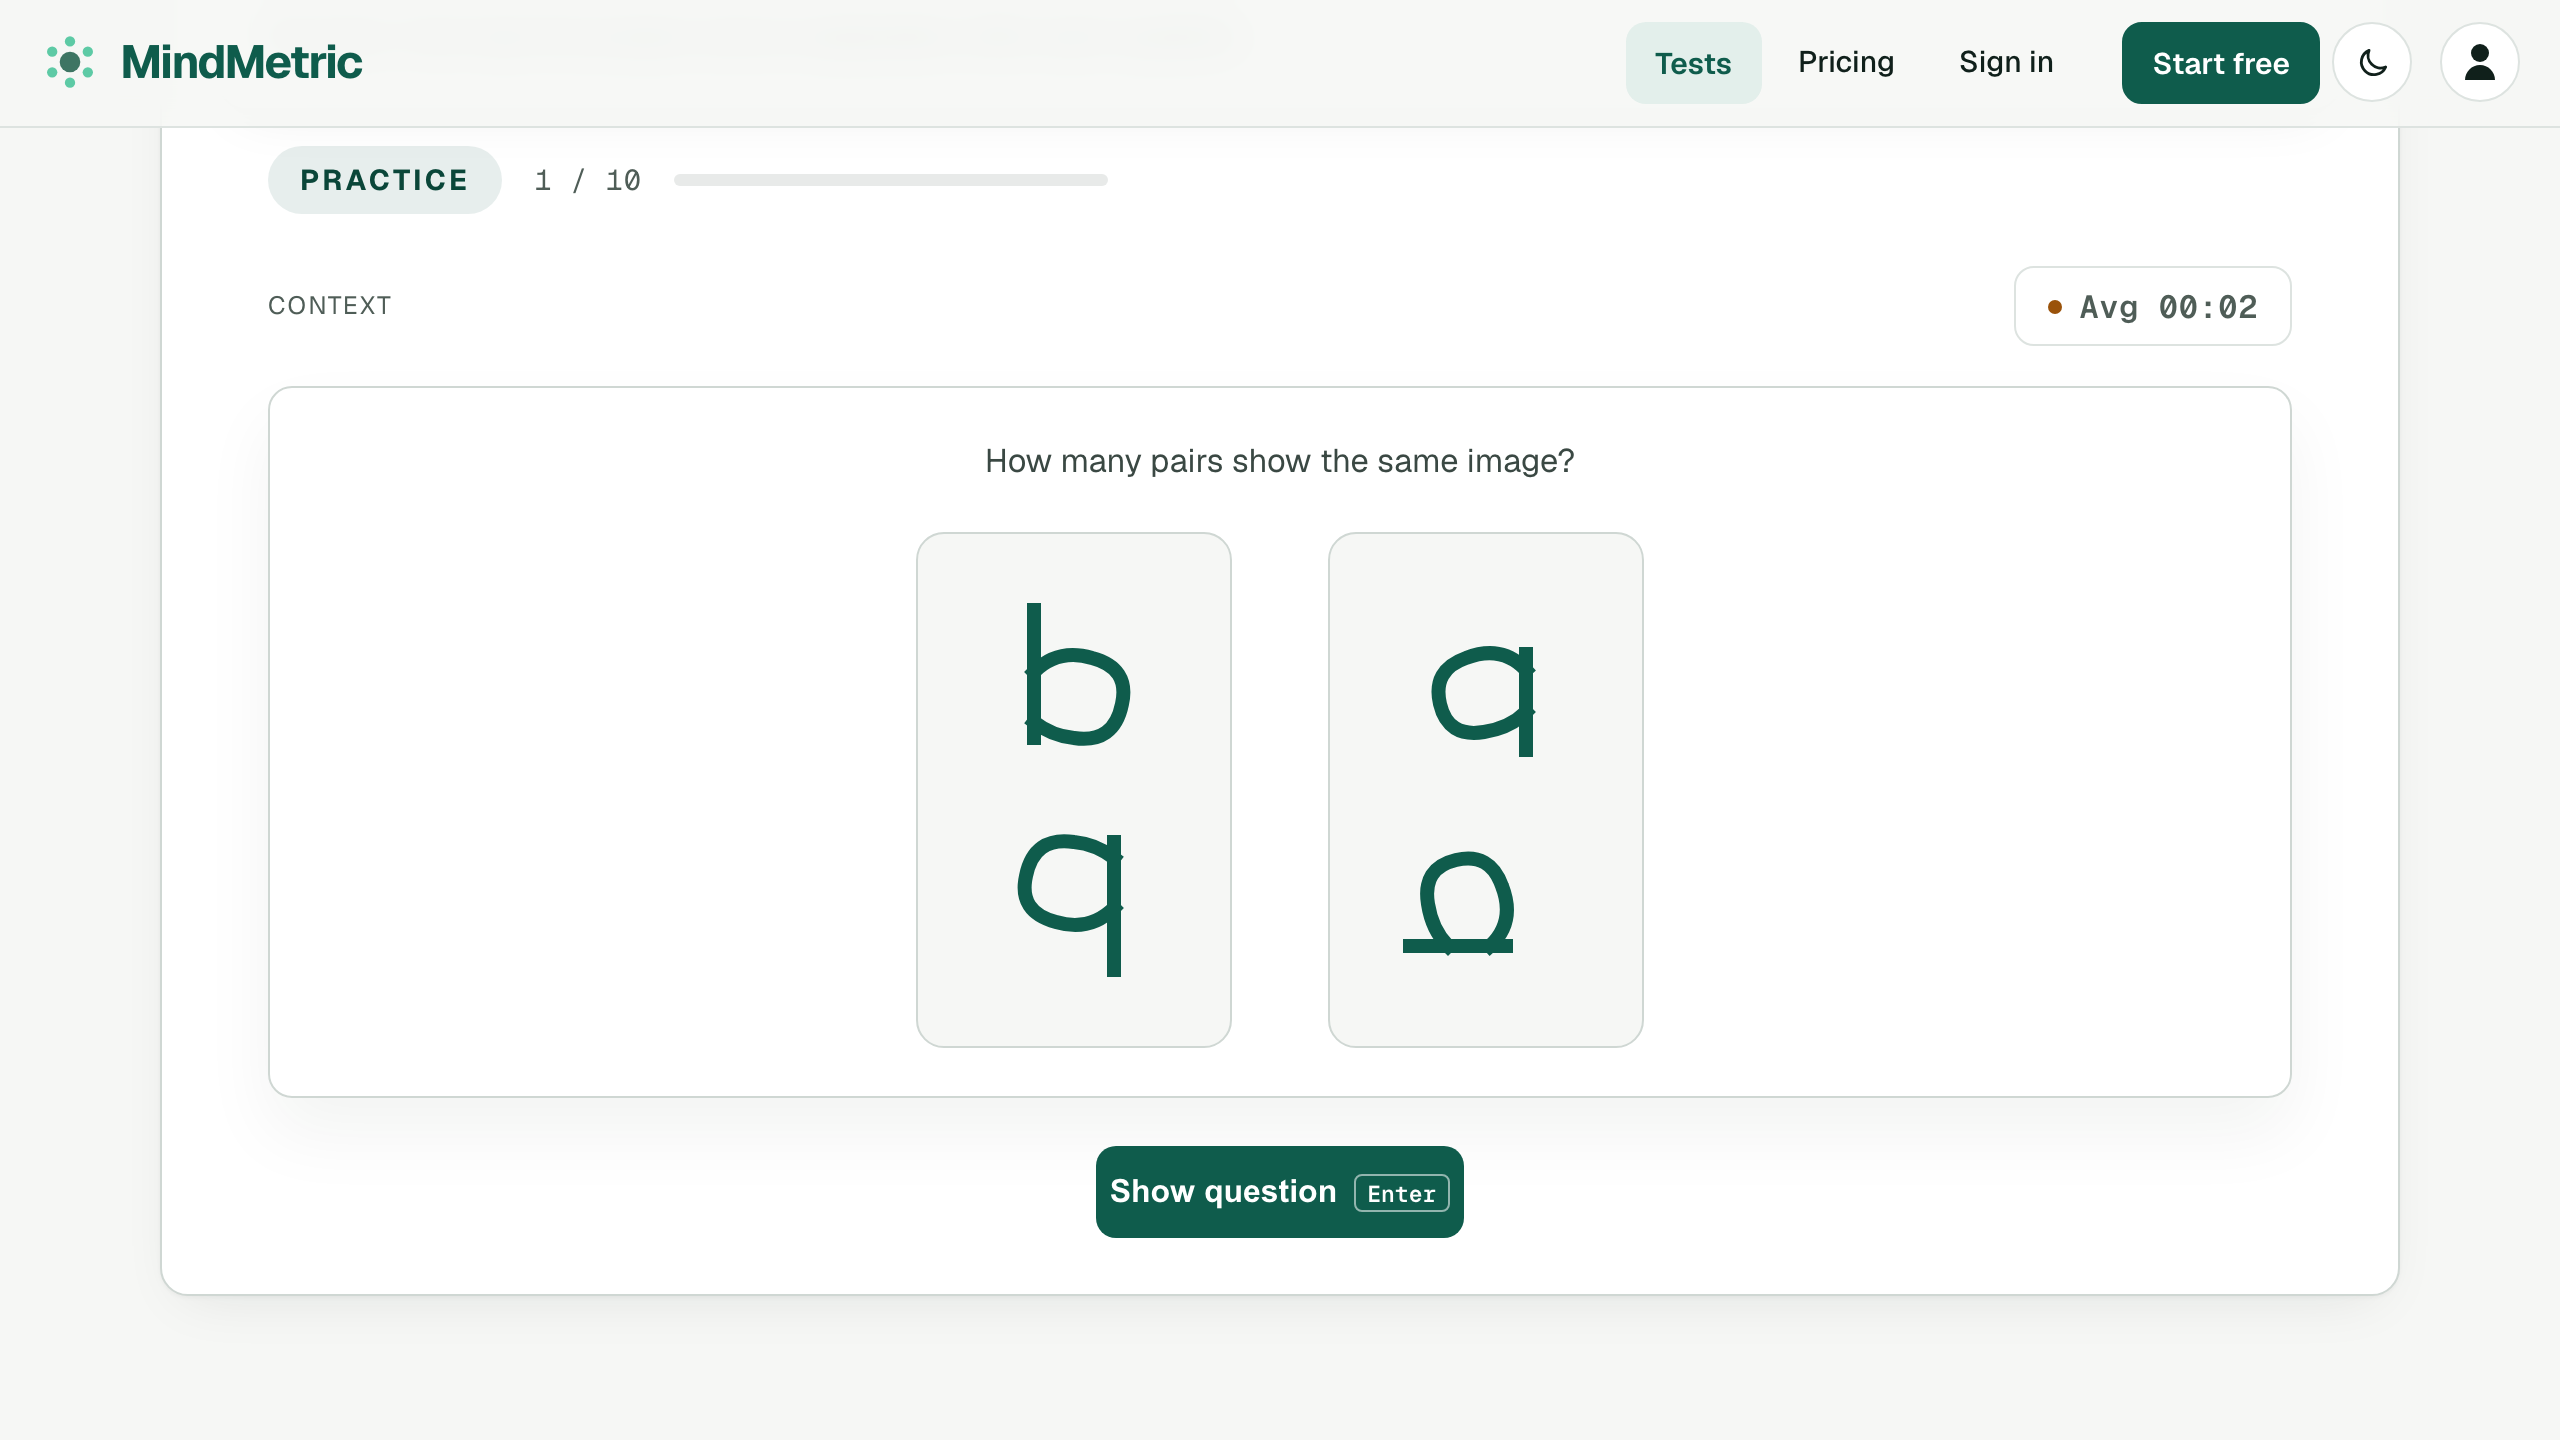 MindMetric
Tests
Pricing
Sign in
Start free
PRACTICE
1 / 10
CONTEXT
Avg 00:02
How many pairs show the same image?
Show question Enter